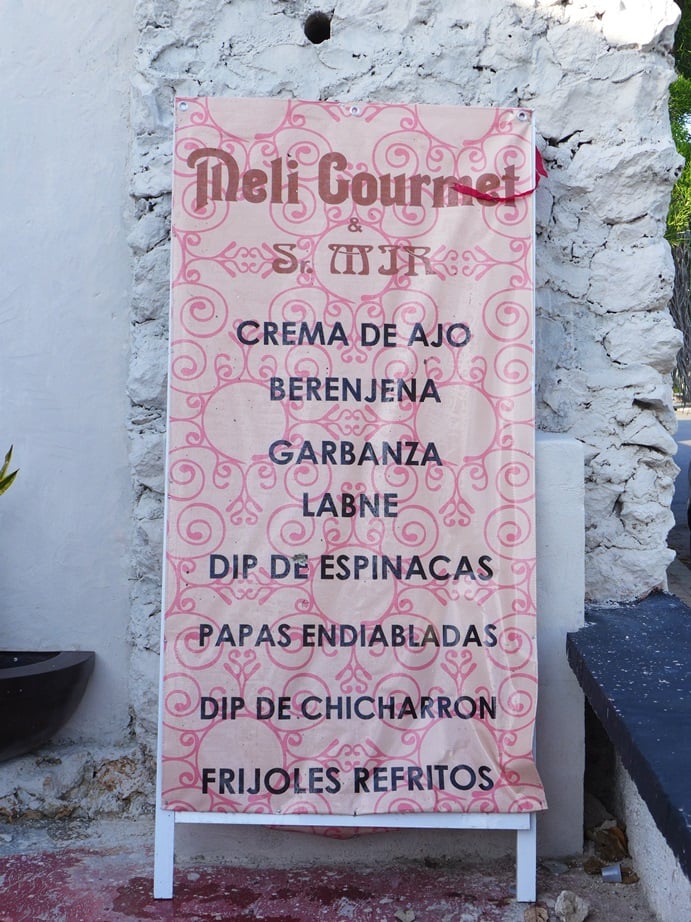 Meli Gourmet
&
Sr. MJR
CREMA DE AJO
BERENJENA
GARBANZA
LABNE
DIP DE ESPINACAS
PAPAS ENDIABLADAS
DIP DE CHICHARRON
FRIJOLES REFRITOS